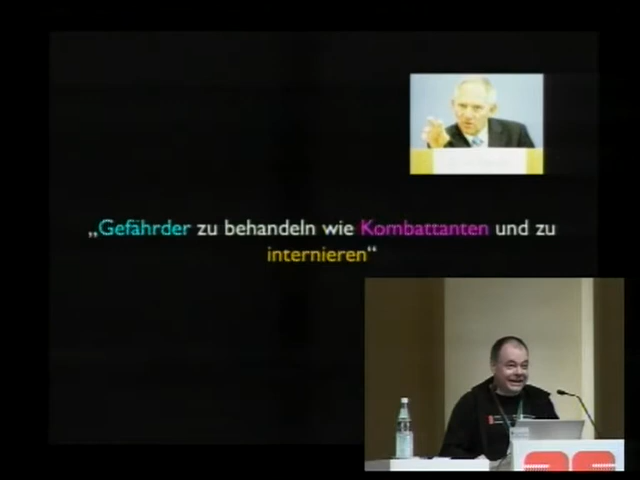 „Gefährder zu behandeln wie Kombattanten und zu
internieren“